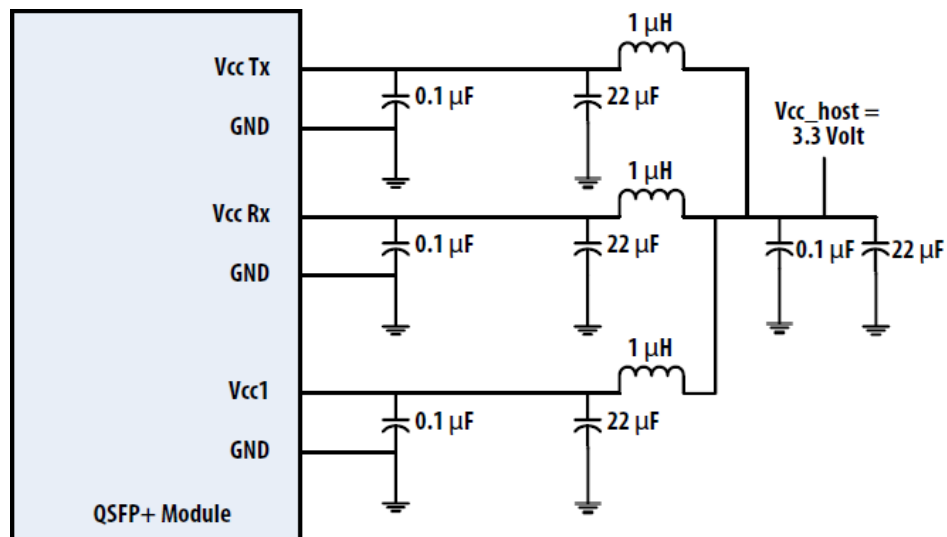 1 µH
Vcc Tx
0.1 µF
22 µF
GND
Vcc_host =
3.3 Volt
1 µH
Vcc Rx
0.1 µF
22 µF
0.1 µF
22 µF
GND
1 µH
Vcc1
0.1 µF
22 µF
GND
QSFP+ Module